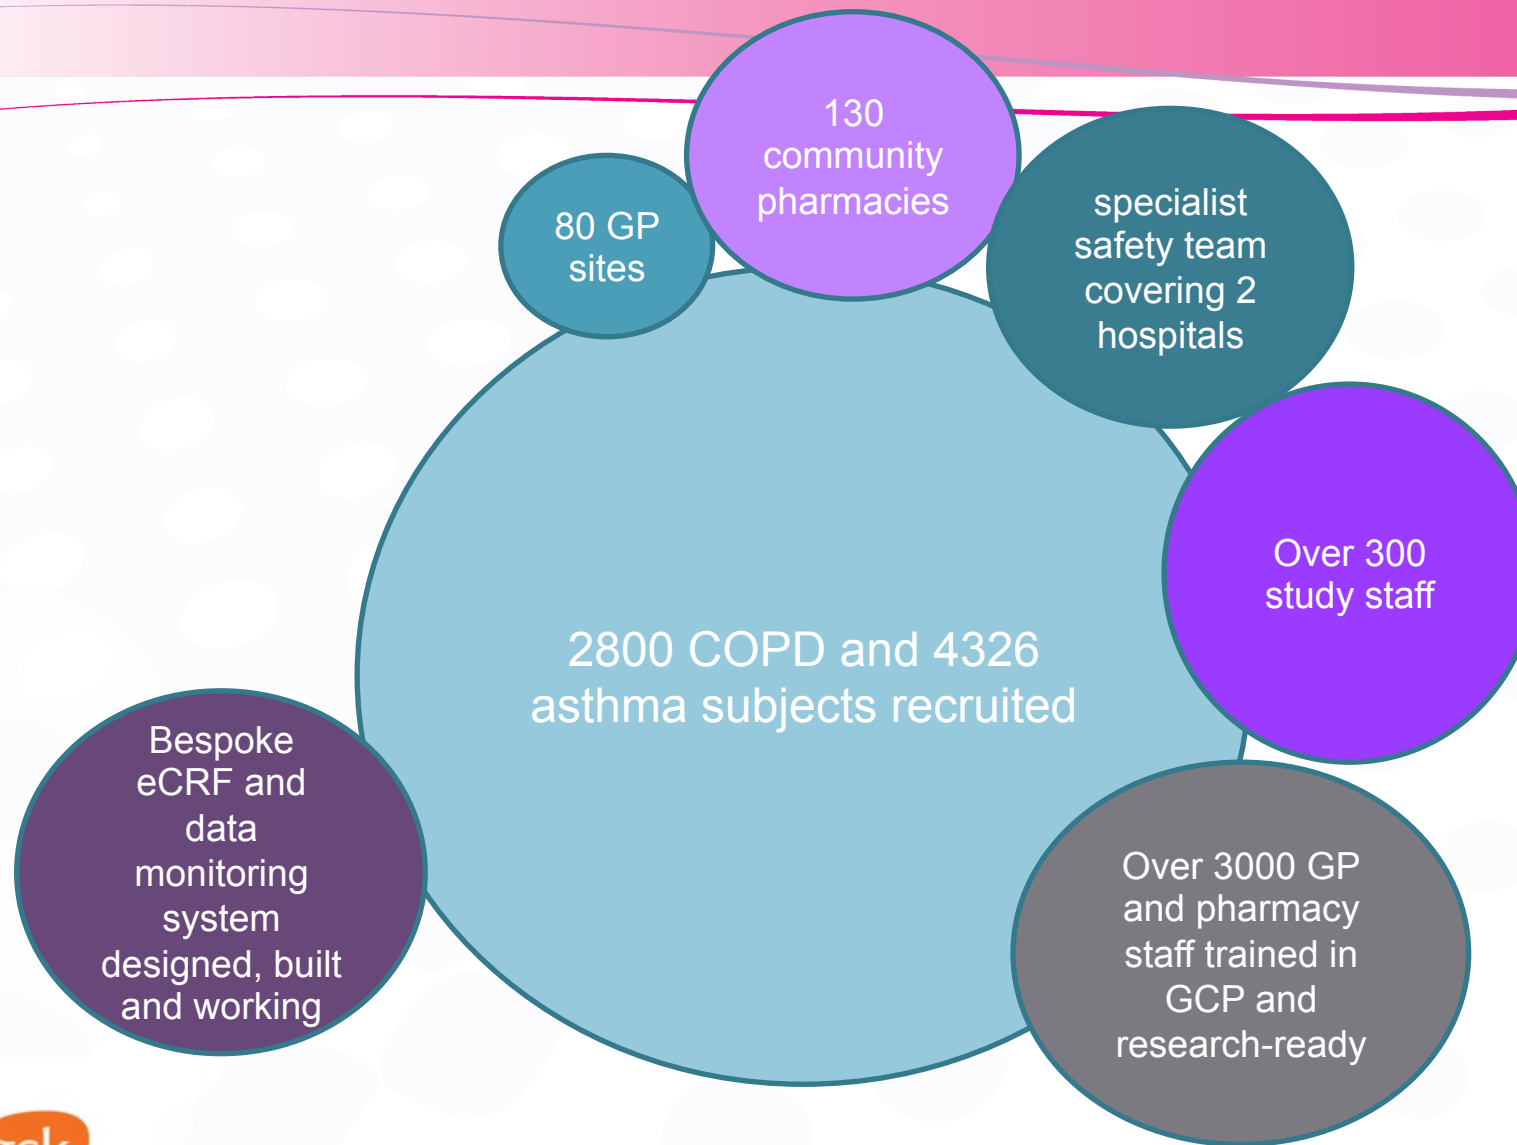 130
community
pharmacies
80 GP
sites
specialist
safety team
covering 2
hospitals
Over 300
study staff
2800 COPD and 4326
asthma subjects recruited
Bespoke
eCRF and
data
monitoring
system
designed, built
and working
Over 3000 GP
and pharmacy
staff trained in
GCP and
research-ready
gsk